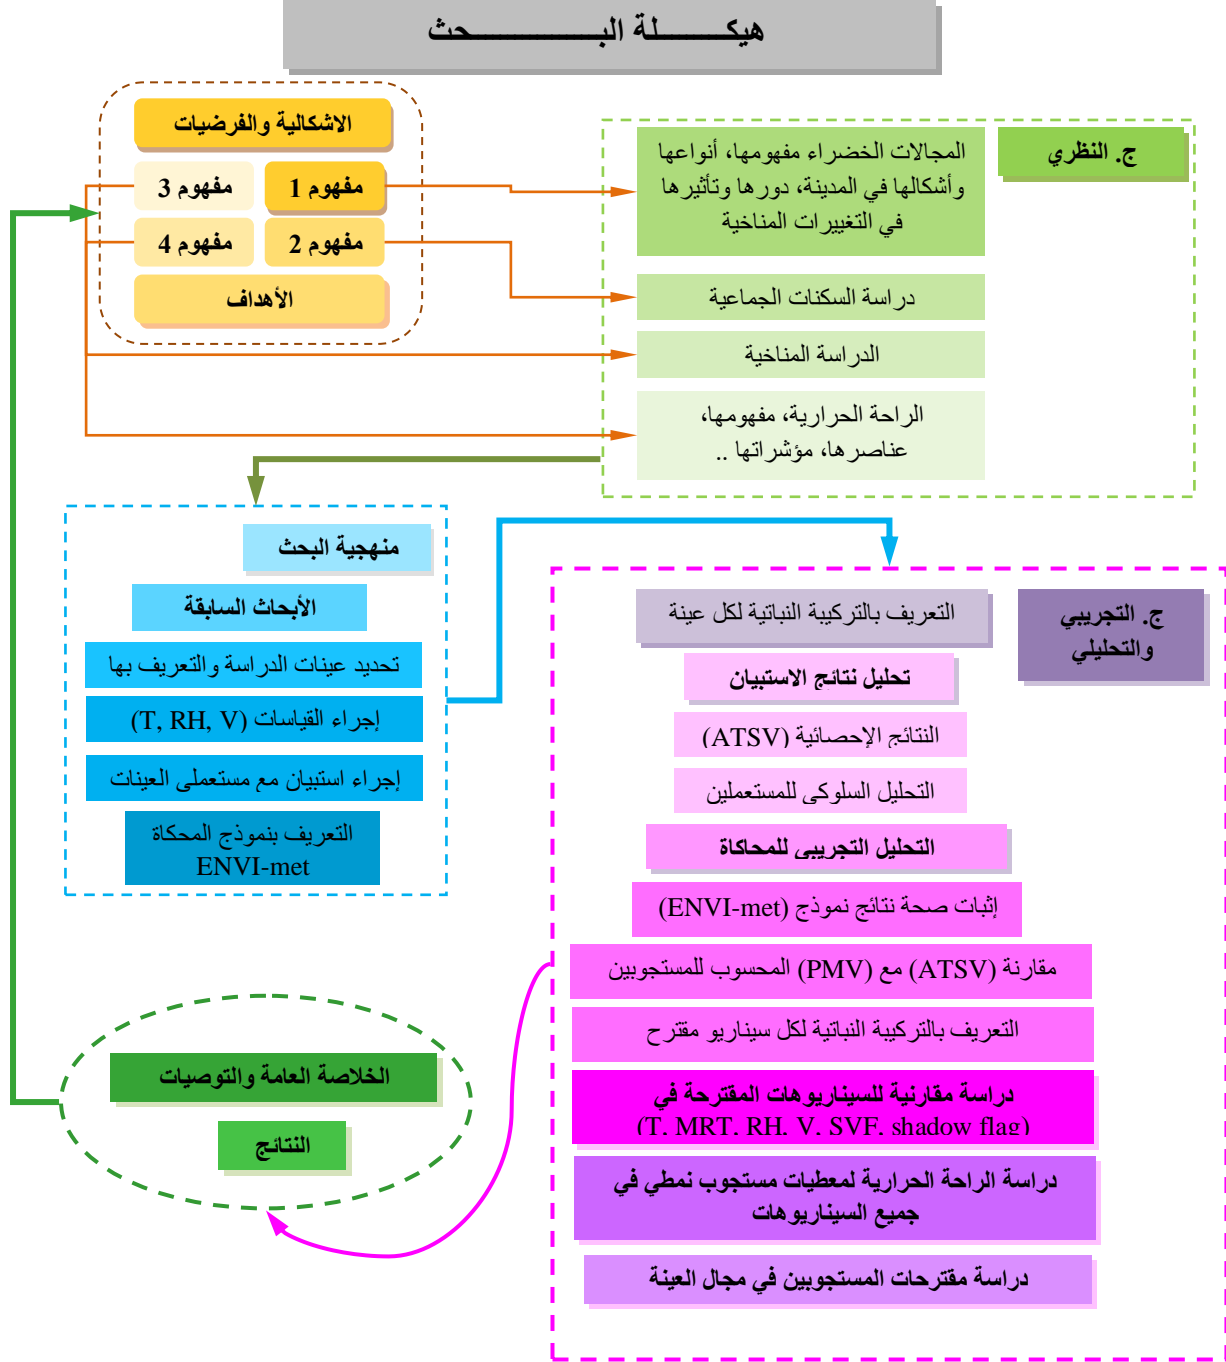 هيكـــــــــلة البـــــــــــــــحث
الاشكالية والفرضيات
مفهوم 1
مفهوم 3
مفهوم 2
مفهوم 4
الأهداف
ج. النظري
المجالات الخضراء مفهومها، أنواعها
وأشكالها في المدينة، دورها وتأثيرها
في التغييرات المناخية
دراسة السكنات الجماعية
الدراسة المناخية
الراحة الحرارية، مفهومها،
عناصرها، مؤشراتها ..
منهجية البحث
الأبحاث السابقة
تحديد عينات الدراسة والتعريف بها
إجراء القياسات (T, RH, V)
إجراء استبيان مع مستعملي العينات
التعريف بنموذج المحكاة
ENVI-met
ج. التجريبي
والتحليلي
التعريف بالتركيبة النباتية لكل عينة
تحليل نتائج الاستبيان
النتائج الإحصائية (ATSV)
التحليل السلوكي للمستعملين
التحليل التجريبي للمحاكاة
إثبات صحة نتائج نموذج (ENVI-met)
مقارنة (ATSV) مع (PMV) المحسوب للمستجوبين
التعريف بالتركيبة النباتية لكل سيناريو مقترح
دراسة مقارنية للسيناريوهات المقترحة في
(T, MRT, RH, V, SVF, shadow flag)
دراسة الراحة الحرارية لمعطيات مستجوب نمطي في
جميع السيناريوهات
دراسة مقترحات المستجوبين في مجال العينة
الخلاصة العامة والتوصيات
النتائج